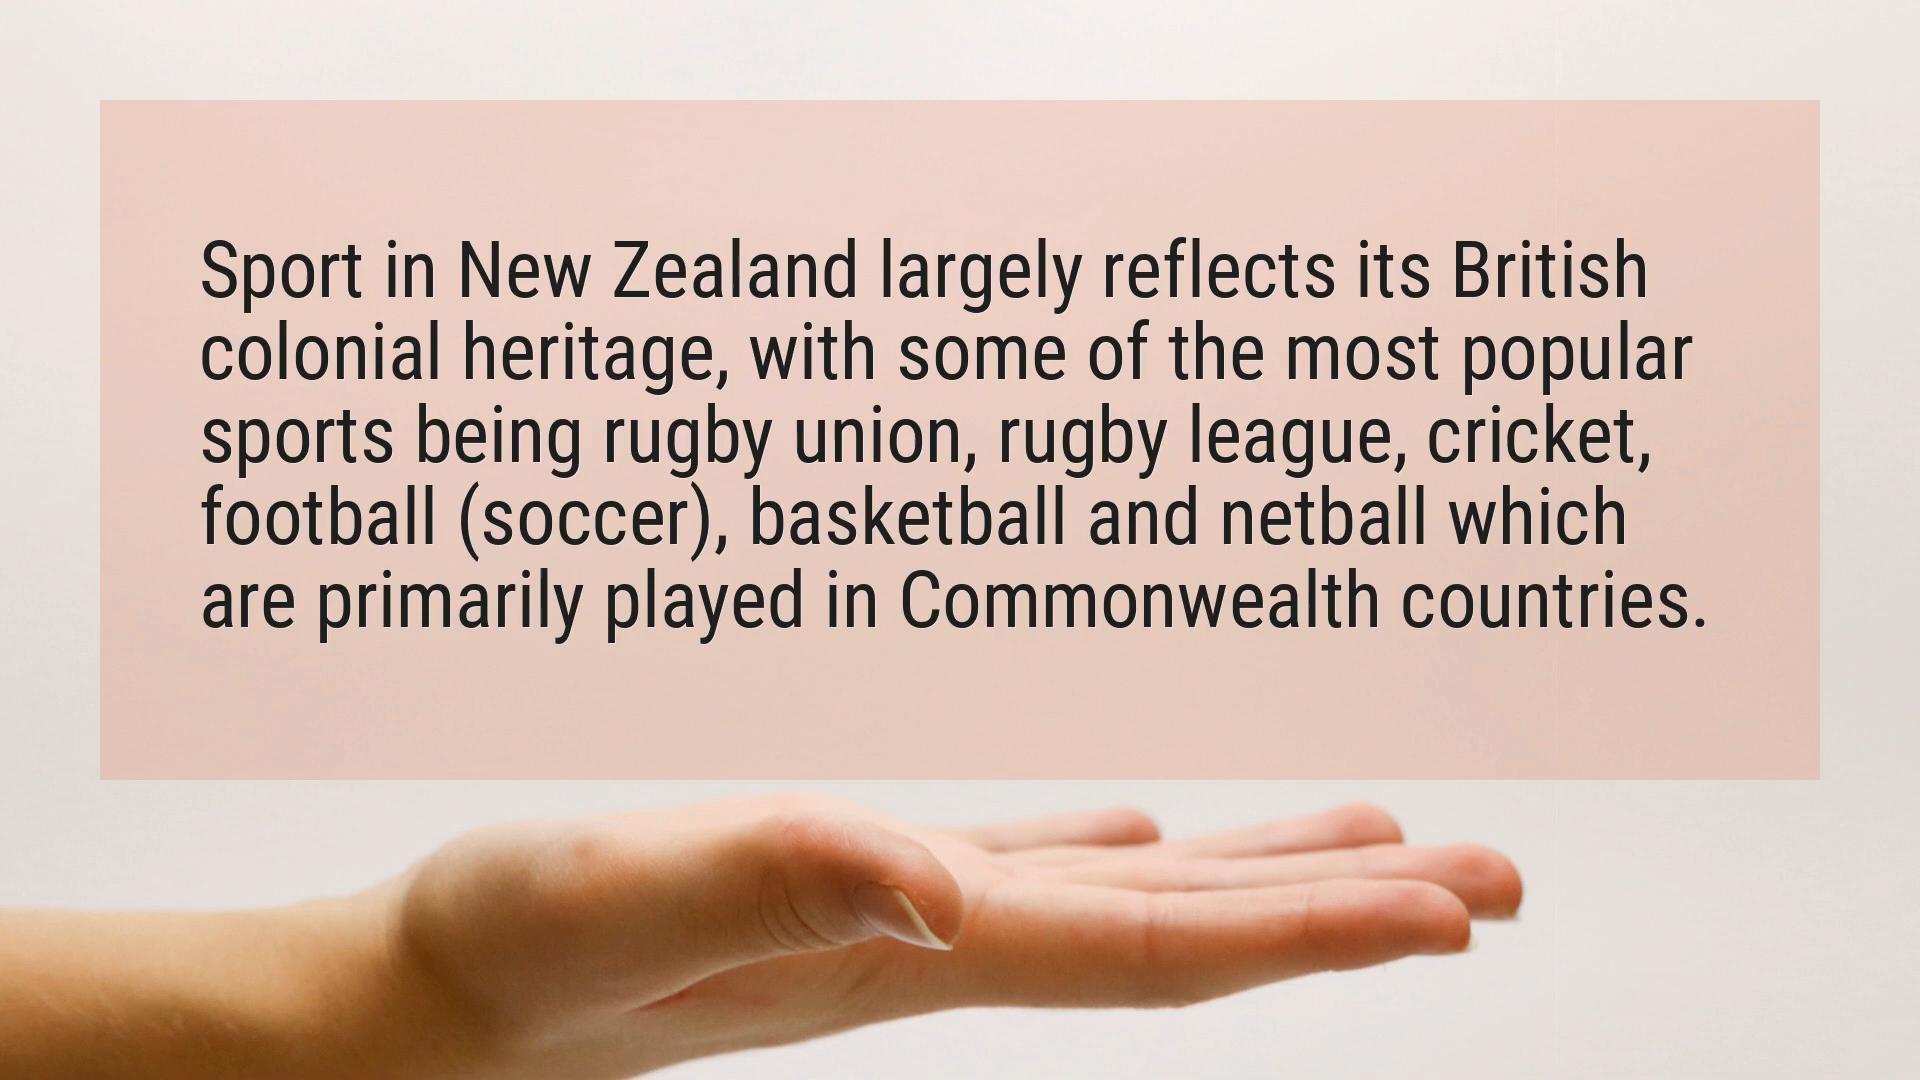 Sport in New Zealand largely reflects its British
colonial heritage, with some of the most popular
sports being rugby union, rugby league, cricket,
football (soccer), basketball and netball which
are primarily played in Commonwealth countries.